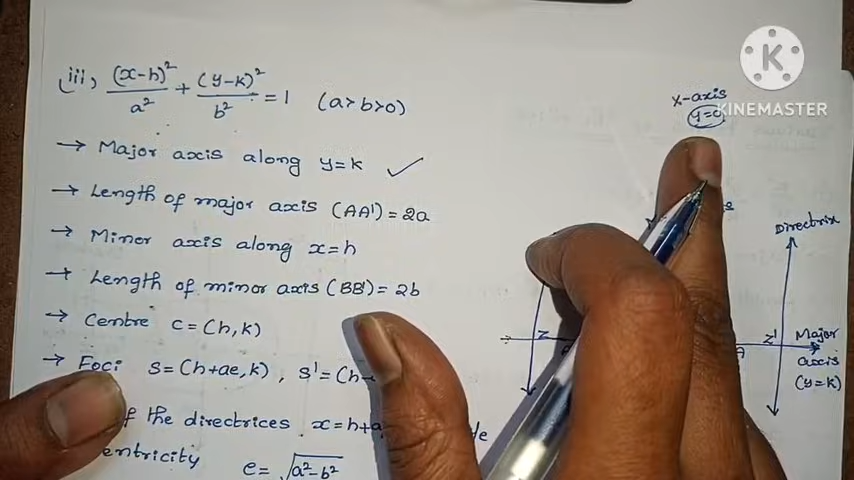 (iii) (x-h)²/a² + (y-k)²/b² = 1 (a>b>0)
→ Major axis along y=k ✓
→ Length of major axis (AA') = 2a
→ Minor axis along x=h
→ Length of minor axis (BB') = 2b
→ Centre C = (h,k)
→ Foci S = (h+ae, k), S' = (h-
of the directrices x = h+a
entricity e = √a²-b²
x-axis
K
KINEMASTER
Directrix
Z
Z'
Major
axis
(y=k)